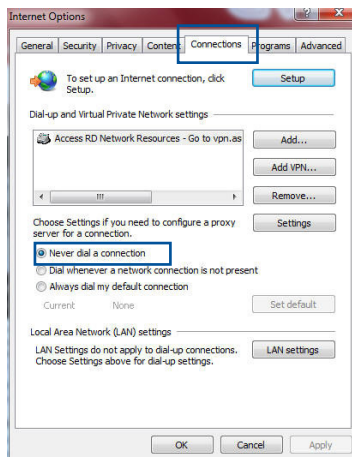 Internet Options
General Security Privacy Content Connections Programs Advanced
To set up an Internet connection, click
Setup.
Setup
Dial-up and Virtual Private Network settings
Access RD Network Resources - Go to vpn.as
Add...
Add VPN...
Remove...
Choose Settings if you need to configure a proxy
server for a connection.
Settings
Never dial a connection
Dial whenever a network connection is not present
Always dial my default connection
Current None
Set default
Local Area Network (LAN) settings
LAN Settings do not apply to dial-up connections.
Choose Settings above for dial-up settings.
LAN settings
OK Cancel Apply